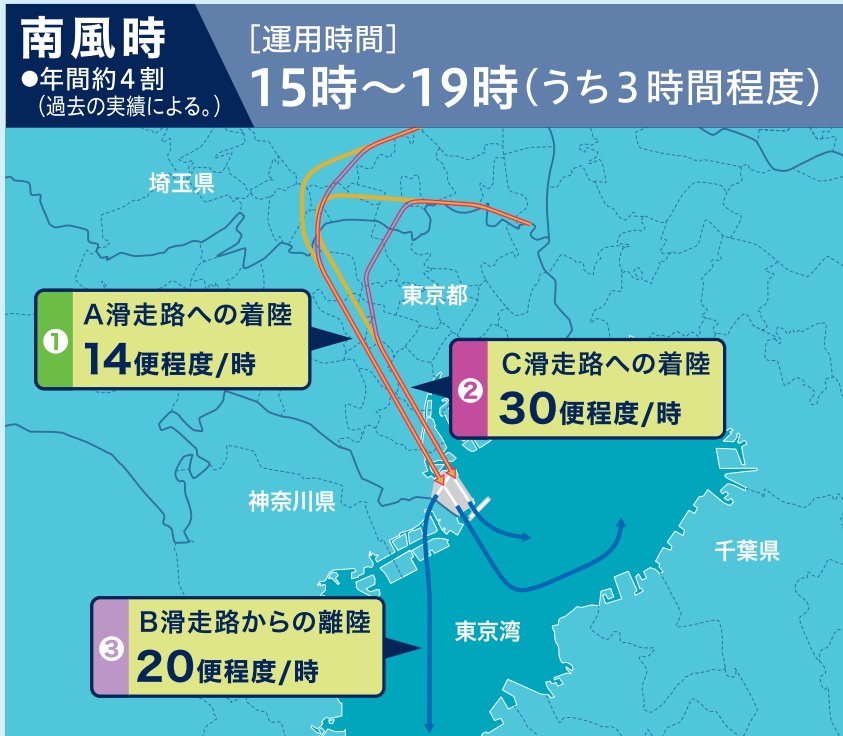 南風時
●年間約4割
（過去の実績による。）
［運用時間］
15時～19時（うち3時間程度）
埼玉県
東京都
❶
A滑走路への着陸
14便程度/時
❷
C滑走路への着陸
30便程度/時
神奈川県
千葉県
東京湾
❸
B滑走路からの離陸
20便程度/時